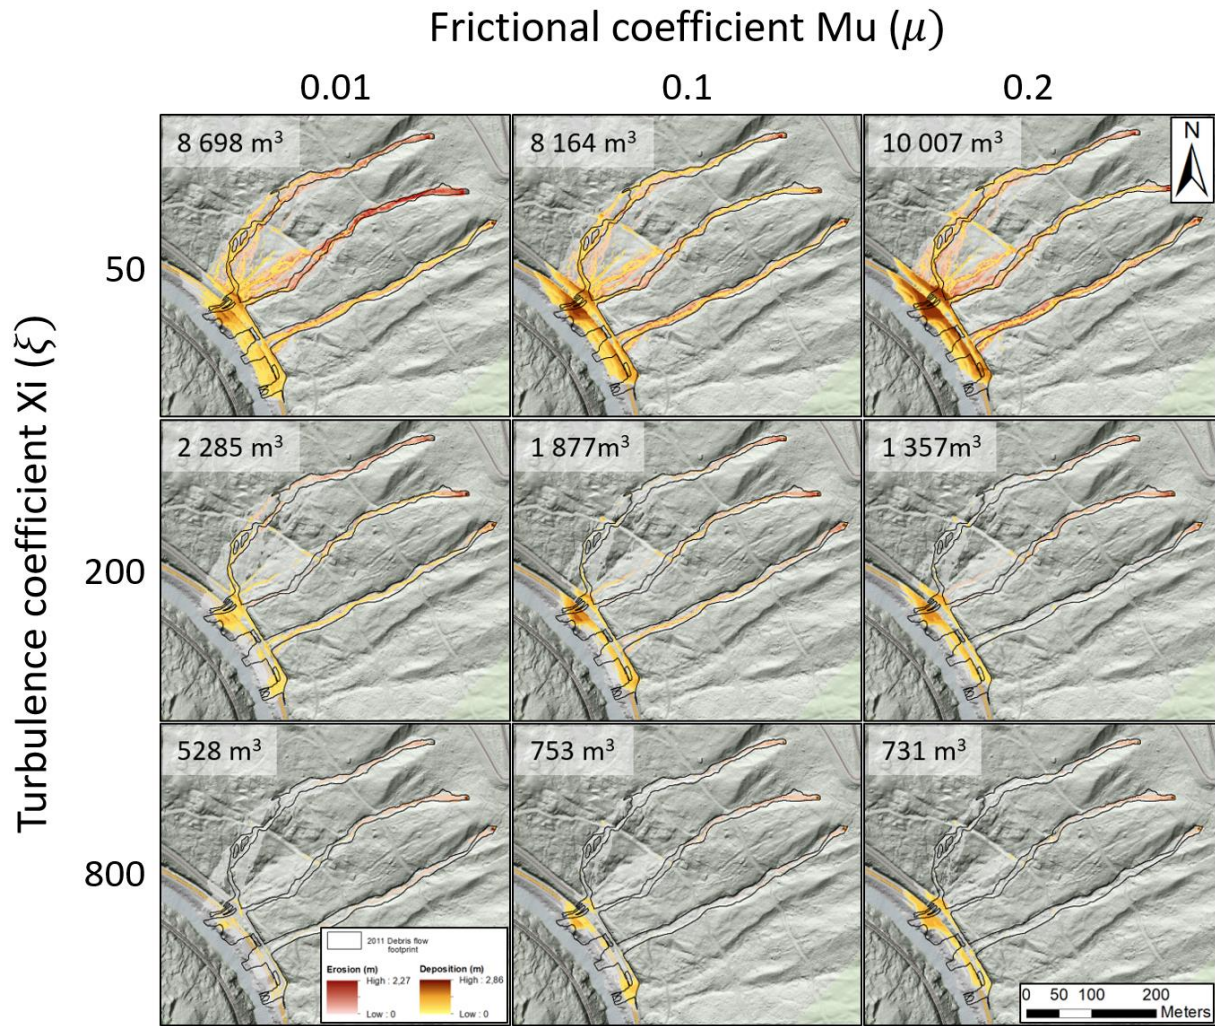 Frictional coefficient Mu (μ)
0.01 0.1 0.2
Turbulence coefficient Xi (ξ)
50
8 698 m³
8 164 m³
10 007 m³
N
200
2 285 m³
1 877m³
1 357m³
800
528 m³
753 m³
731 m³
2011 Debris flow
footprint
Erosion (m) Deposition (m)
High : 2,27 High : 2,86
Low : 0 Low : 0
0 50 100 200
Meters